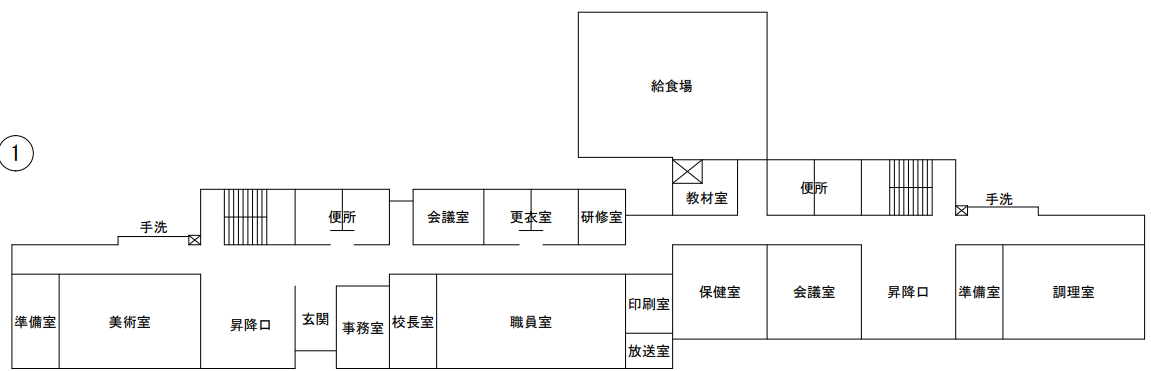 給食場
1
教材室
便所
手洗
手洗
便所
会議室
更衣室
研修室
準備室
美術室
昇降口
玄関
事務室
校長室
職員室
印刷室
放送室
保健室
会議室
昇降口
準備室
調理室